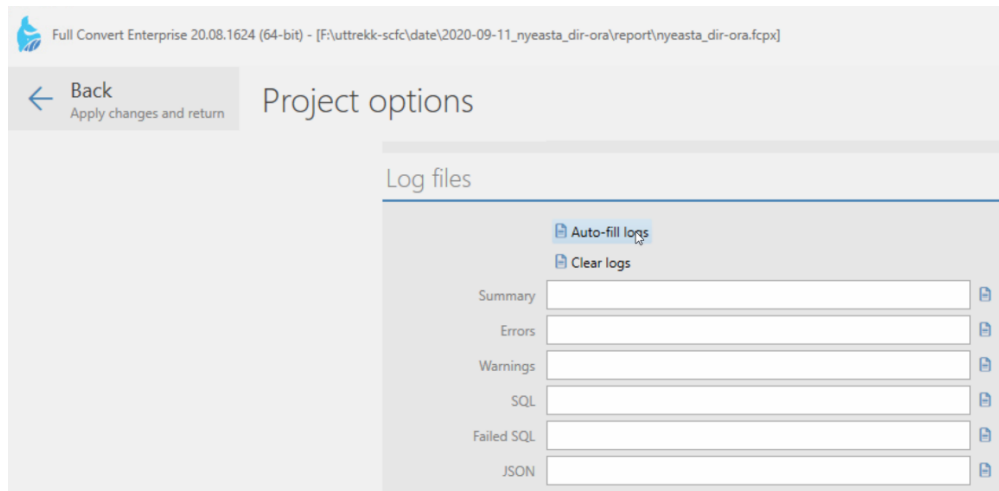 Full Convert Enterprise 20.08.1624 (64-bit) - [F:\uttrekk-scfc\date\2020-09-11_nyeasta_dir-ora\report\nyeasta_dir-ora.fcpx]
Back
Apply changes and return
Project options
Log files
Auto-fill logs
Clear logs
Summary
Errors
Warnings
SQL
Failed SQL
JSON